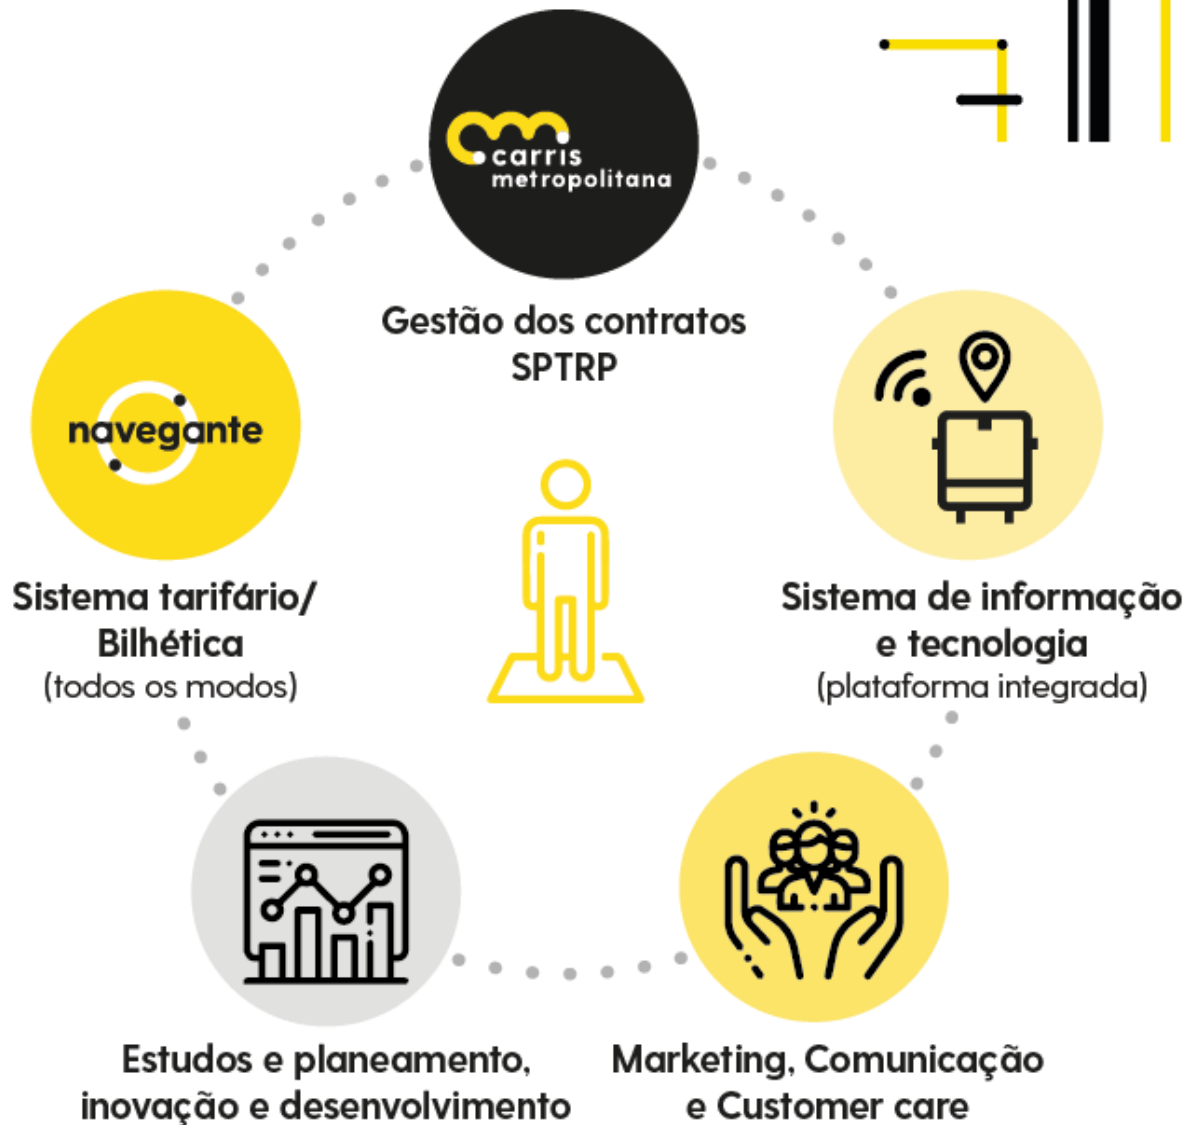 carris
metropolitana
Gestão dos contratos
SPTRP
navegante
Sistema tarifário/
Bilhética
(todos os modos)
Sistema de informação
e tecnologia
(plataforma integrada)
Estudos e planeamento,
inovação e desenvolvimento
Marketing, Comunicação
e Customer care